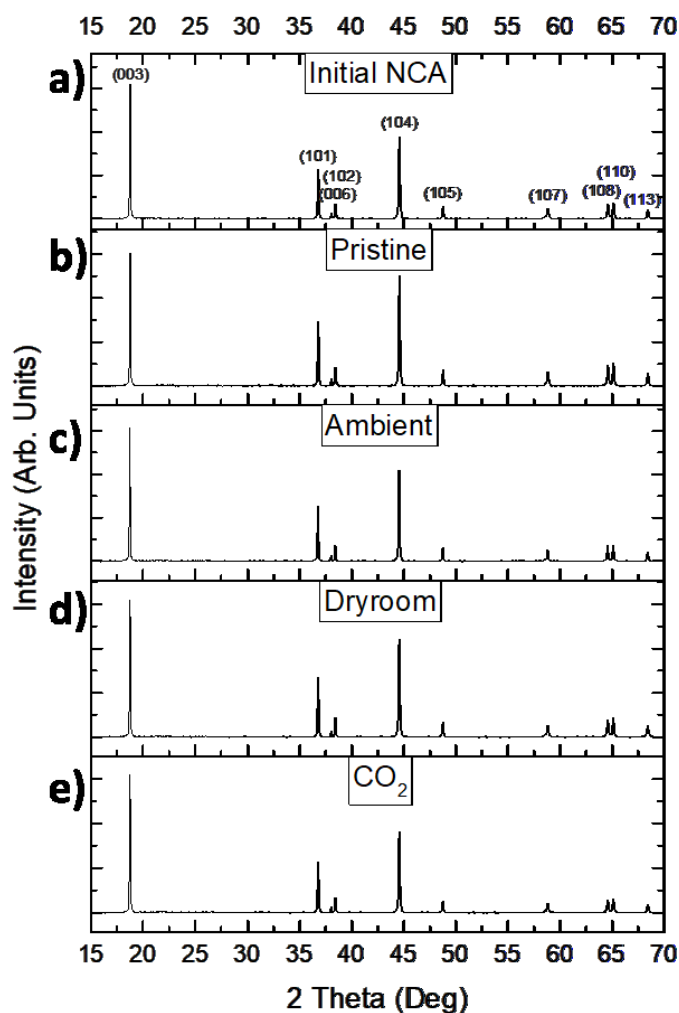 15 20 25 30 35 40 45 50 55 60 65 70
a) Initial NCA
(003)
(101)
(102)
(006)
(104)
(105)
(107)
(108)
(110)
(113)
b) Pristine
c) Ambient
d) Dryroom
e) CO₂
Intensity (Arb. Units)
15 20 25 30 35 40 45 50 55 60 65 70
2 Theta (Deg)